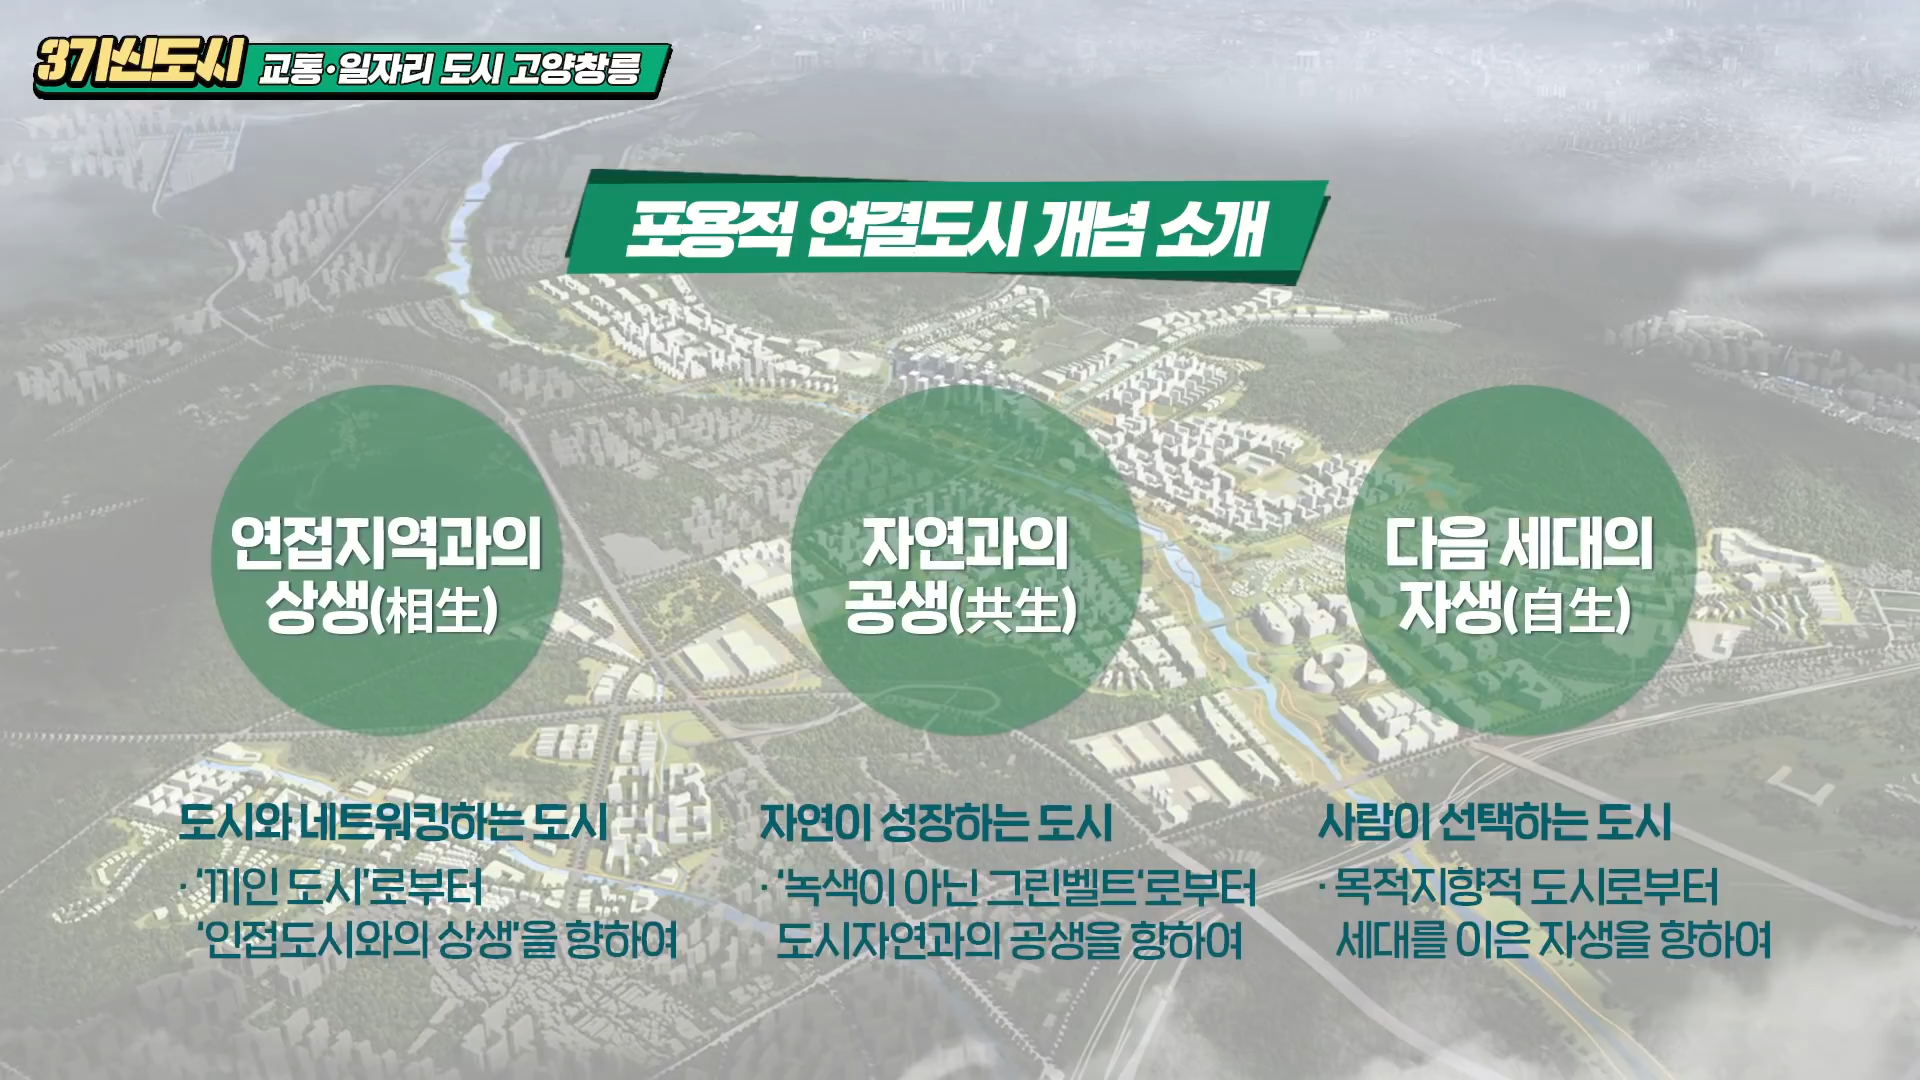 3기신도시 교통·일자리 도시 고양창릉
포용적 연결도시 개념 소개
연접지역과의
상생(相生)
자연과의
공생(共生)
다음 세대의
자생(自生)
도시와 네트워킹하는 도시
· '끼인 도시'로부터
'인접도시와의 상생'을 향하여
자연이 성장하는 도시
· '녹색이 아닌 그린벨트'로부터
도시자연과의 공생을 향하여
사람이 선택하는 도시
· 목적지향적 도시로부터
세대를 이은 자생을 향하여